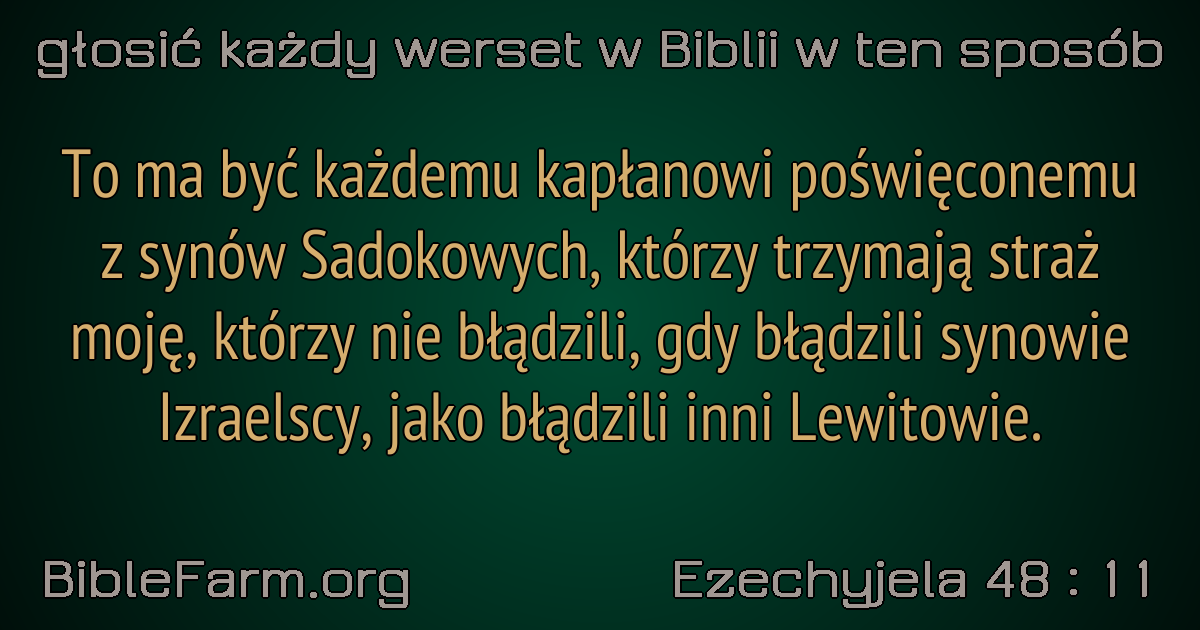 głosić każdy werset w Biblii w ten sposób
To ma być każdemu kapłanowi poświęconemu
z synów Sadokowych, którzy trzymają straż
moję, którzy nie błądzili, gdy błądzili synowie
Izraelscy, jako błądzili inni Lewitowie.
BibleFarm.org
Ezechyjela 48 : 11